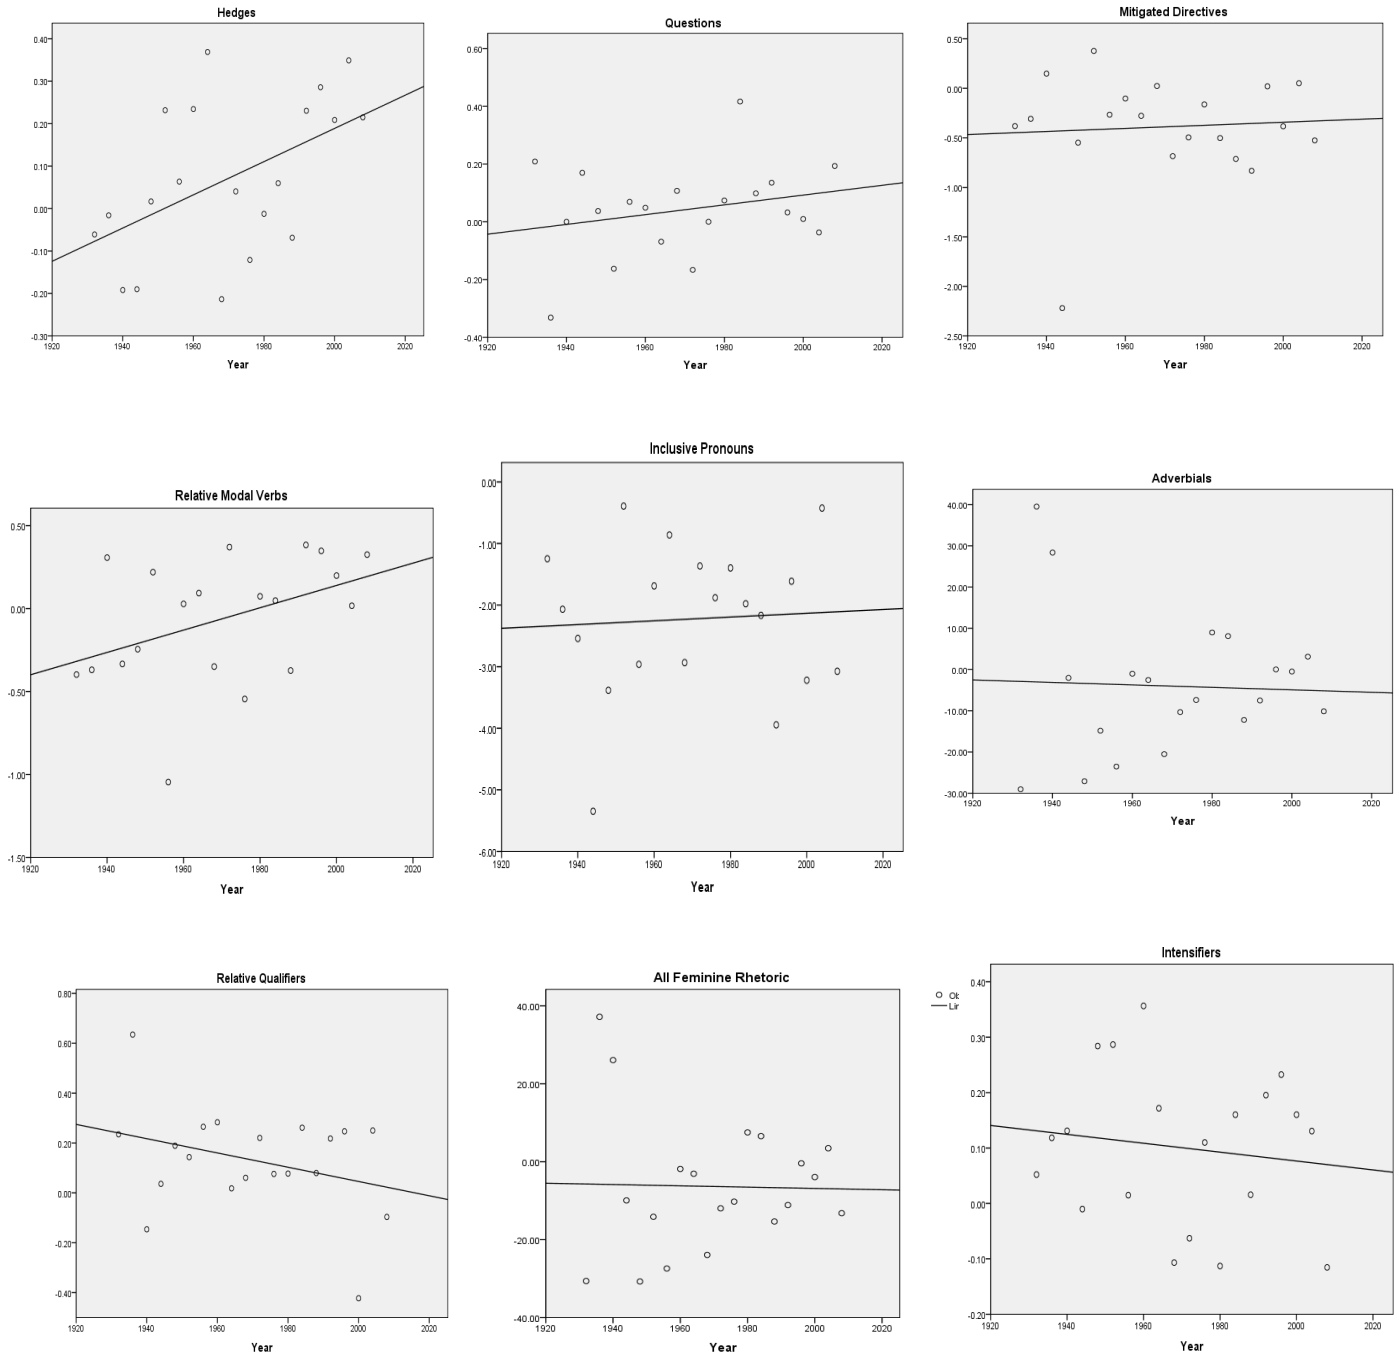 Hedges
0.40
0.30
0.20
0.10
0.00
-0.10
-0.20
-0.30
1920 1940 1960 1980 2000 2020
Year
Questions
0.60
0.40
0.20
0.00
-0.20
-0.40
1920 1940 1960 1980 2000 2020
Year
Mitigated Directives
0.50
0.00
-0.50
-1.00
-1.50
-2.00
-2.50
1920 1940 1960 1980 2000 2020
Year
Relative Modal Verbs
0.50
0.00
-0.50
-1.00
-1.50
1920 1940 1960 1980 2000 2020
Year
Inclusive Pronouns
0.00
-1.00
-2.00
-3.00
-4.00
-5.00
-6.00
1920 1940 1960 1980 2000 2020
Year
Adverbials
40.00
30.00
20.00
10.00
0.00
-10.00
-20.00
-30.00
1920 1940 1960 1980 2000 2020
Year
Relative Qualifiers
0.80
0.60
0.40
0.20
0.00
-0.20
-0.40
1920 1940 1960 1980 2000 2020
Year
All Feminine Rhetoric
40.00
20.00
0.00
-20.00
-40.00
1920 1940 1960 1980 2000 2020
Year
Intensifiers
Lir
0.40
0.30
0.20
0.10
0.00
-0.10
-0.20
1920 1940 1960 1980 2000 2020
Year